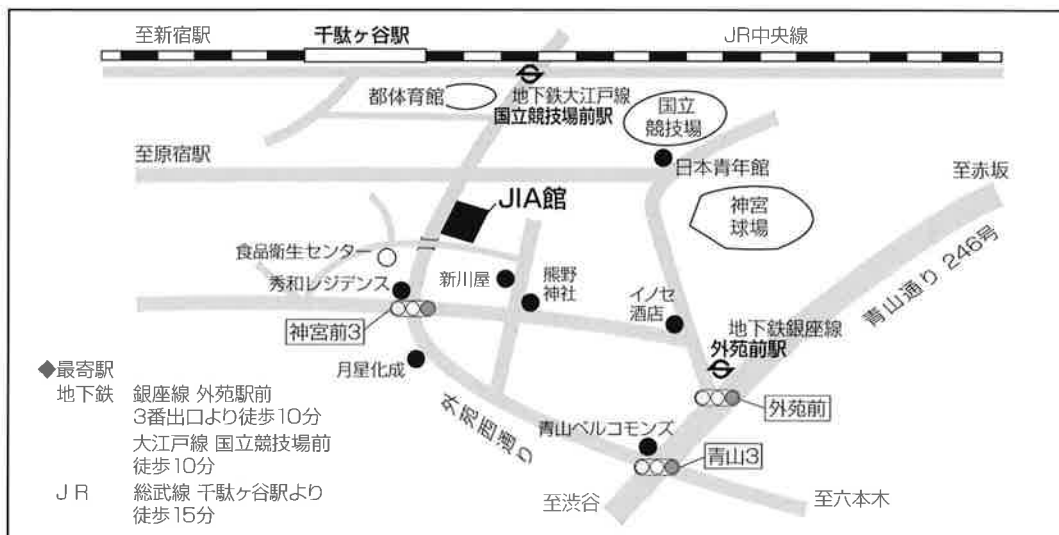 至新宿駅
千駄ヶ谷駅
JR中央線
都体育館
地下鉄大江戸線
国立競技場前駅
国立
競技場
至原宿駅
日本青年館
至赤坂
JIA館
神宮
球場
食品衛生センター
秀和レジデンス
新川屋
熊野
神社
イノセ
酒店
青山通り 246号
神宮前3
地下鉄銀座線
外苑前駅
月星化成
外苑前
外苑西通り
青山ベルコモンズ
青山3
至渋谷
至六本木
◆最寄駅
地下鉄 銀座線 外苑駅前
3番出口より徒歩10分
大江戸線 国立競技場前
徒歩10分
JR 総武線 千駄ヶ谷駅より
徒歩15分